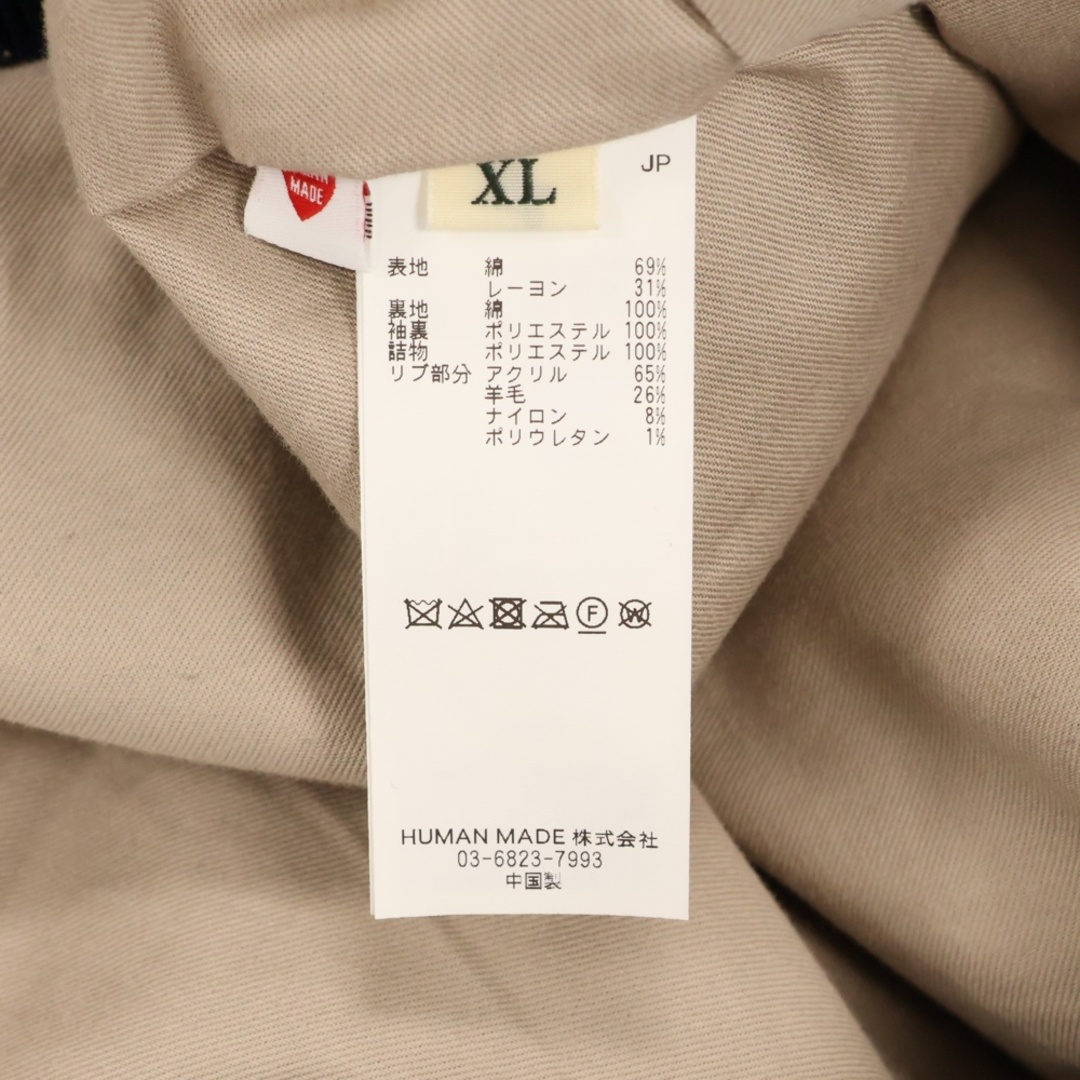 MADE
XL
JP
表地 綿 69%
レーヨン 31%
裏地 綿 100%
袖裏 ポリエステル 100%
詰物 ポリエステル 100%
リブ部分 アクリル 65%
羊毛 26%
ナイロン 8%
ポリウレタン 1%
F
W
HUMAN MADE 株式会社
03-6823-7993
中国製